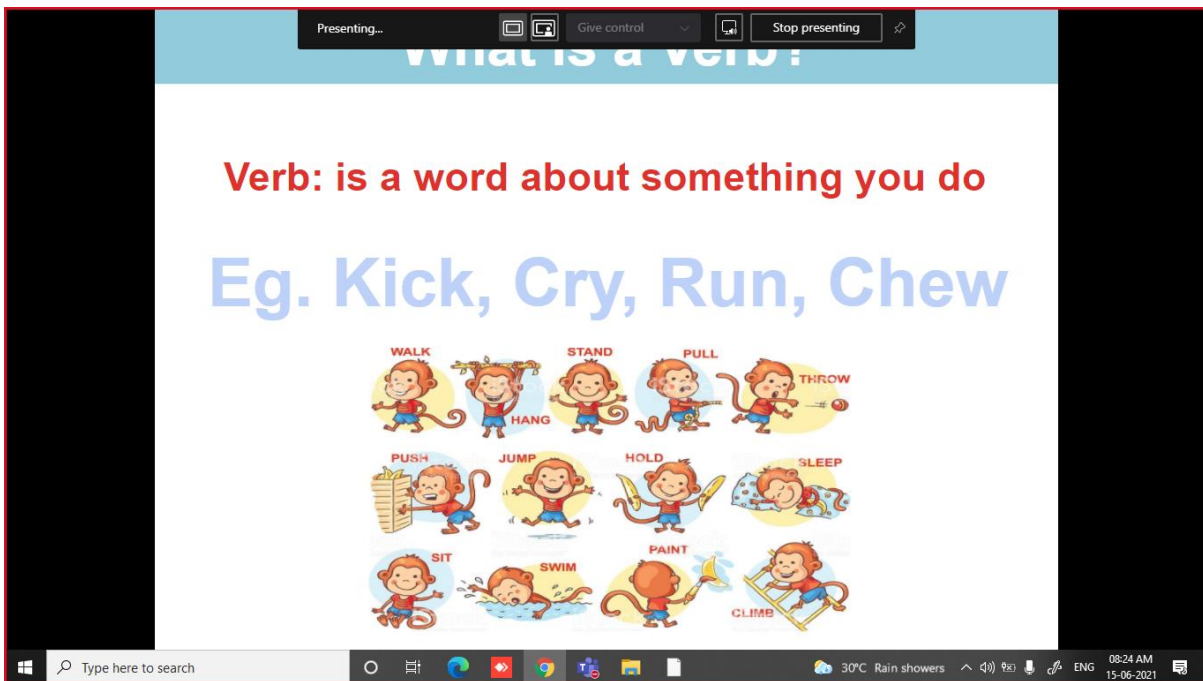 Presenting...
Give control
Stop presenting
What is a Verb?
Verb: is a word about something you do
Eg. Kick, Cry, Run, Chew
WALK
STAND
PULL
THROW
HANG
PUSH
JUMP
HOLD
SLEEP
SIT
SWIM
PAINT
CLIMB
Type here to search
30°C Rain showers
ENG
08:24 AM
15-06-2021